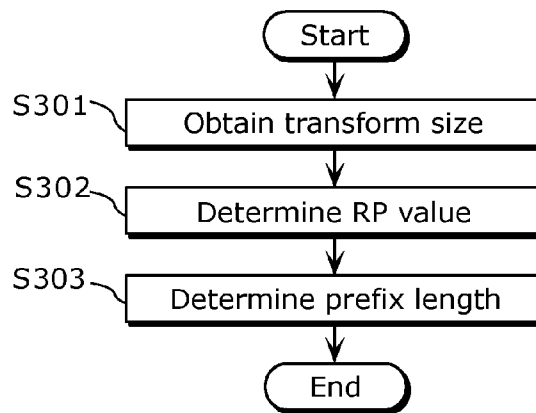 Start
S301
Obtain transform size
S302
Determine RP value
S303
Determine prefix length
End